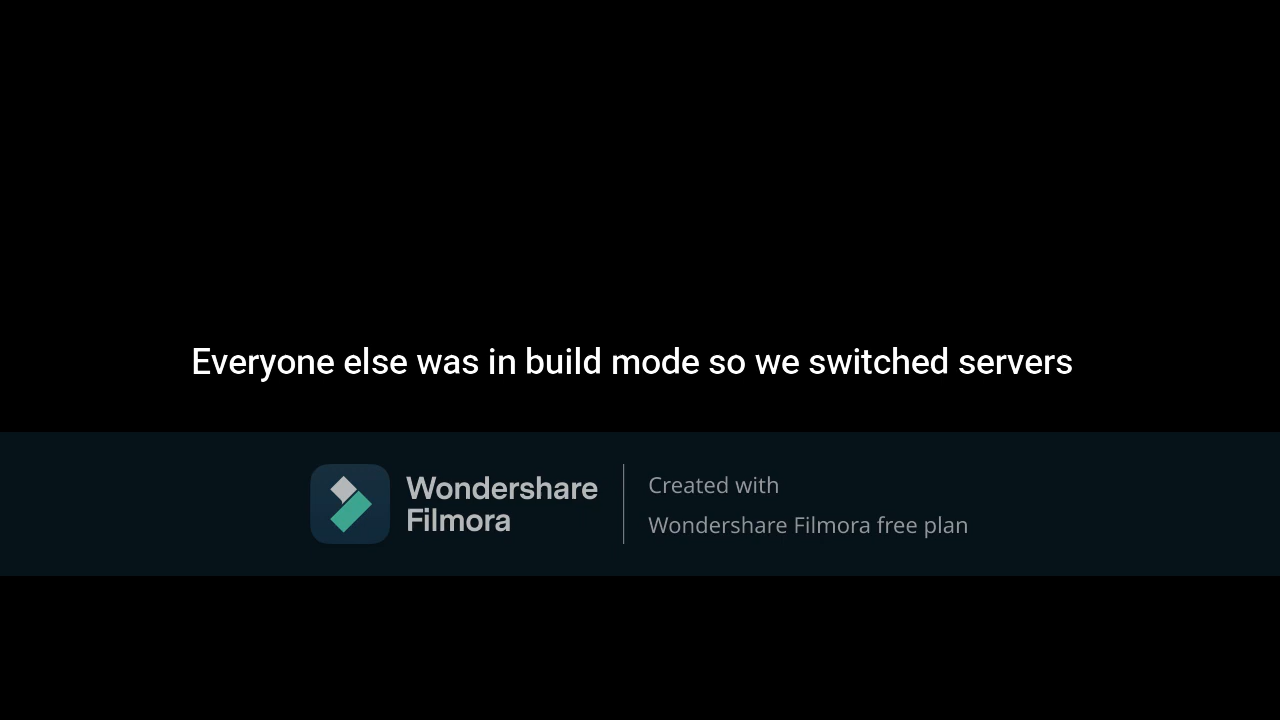 Everyone else was in build mode so we switched servers
Wondershare
Filmora
Created with
Wondershare Filmora free plan